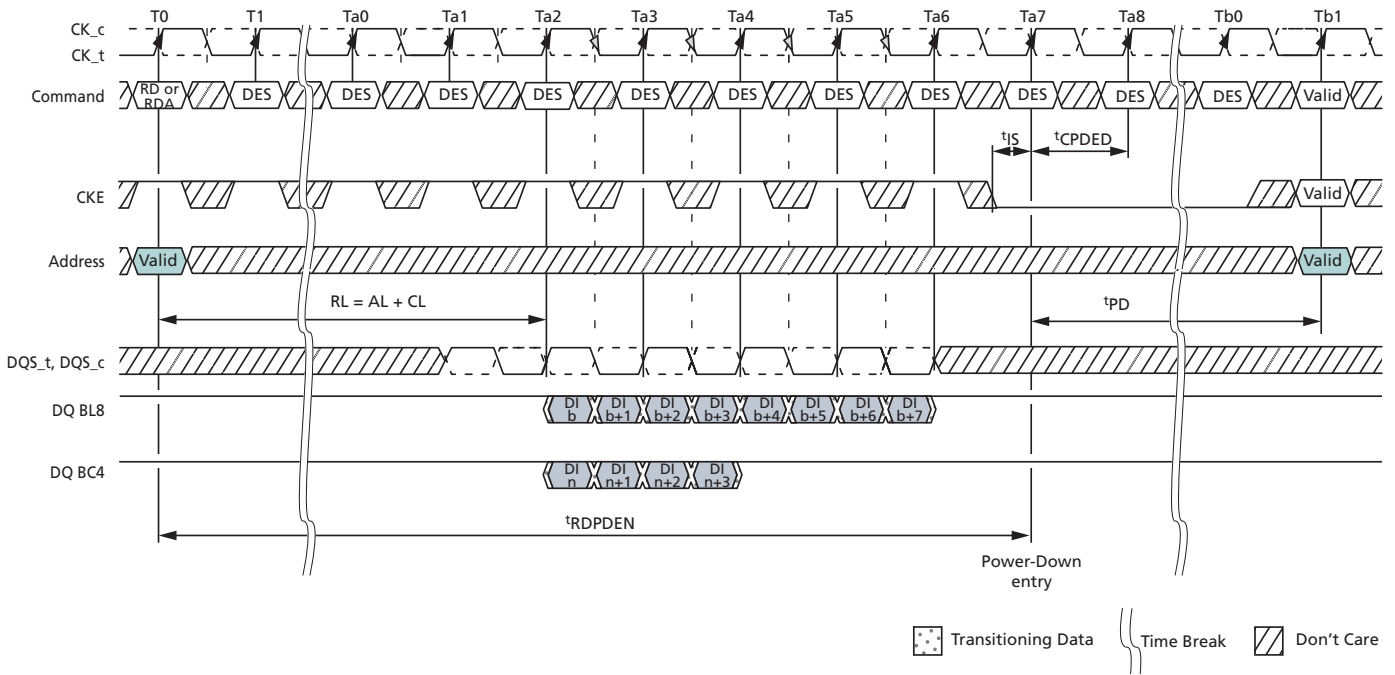 T0 T1 Ta0 Ta1 Ta2 Ta3 Ta4 Ta5 Ta6 Ta7 Ta8 Tb0 Tb1
CK_c
CK_t
Command
RD or
RDA
DES DES DES DES DES DES DES DES DES DES DES Valid
tIS tCPDED
CKE Valid
Address Valid Valid
RL = AL + CL
tPD
DQS_t, DQS_c
DQ BL8
DI DI DI DI DI DI DI DI
b b+1 b+2 b+3 b+4 b+5 b+6 b+7
DQ BC4
DI DI DI DI
n n+1 n+2 n+3
tRDPDEN
Power-Down
entry
Transitioning Data Time Break Don't Care